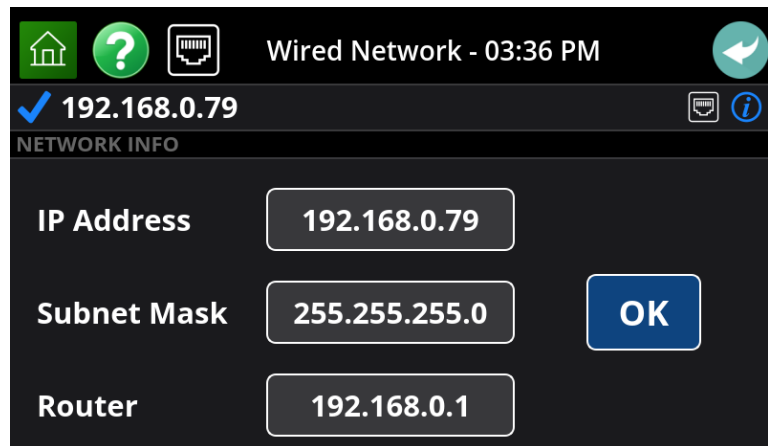 Wired Network - 03:36 PM
192.168.0.79
NETWORK INFO
IP Address 192.168.0.79
Subnet Mask 255.255.255.0
OK
Router 192.168.0.1